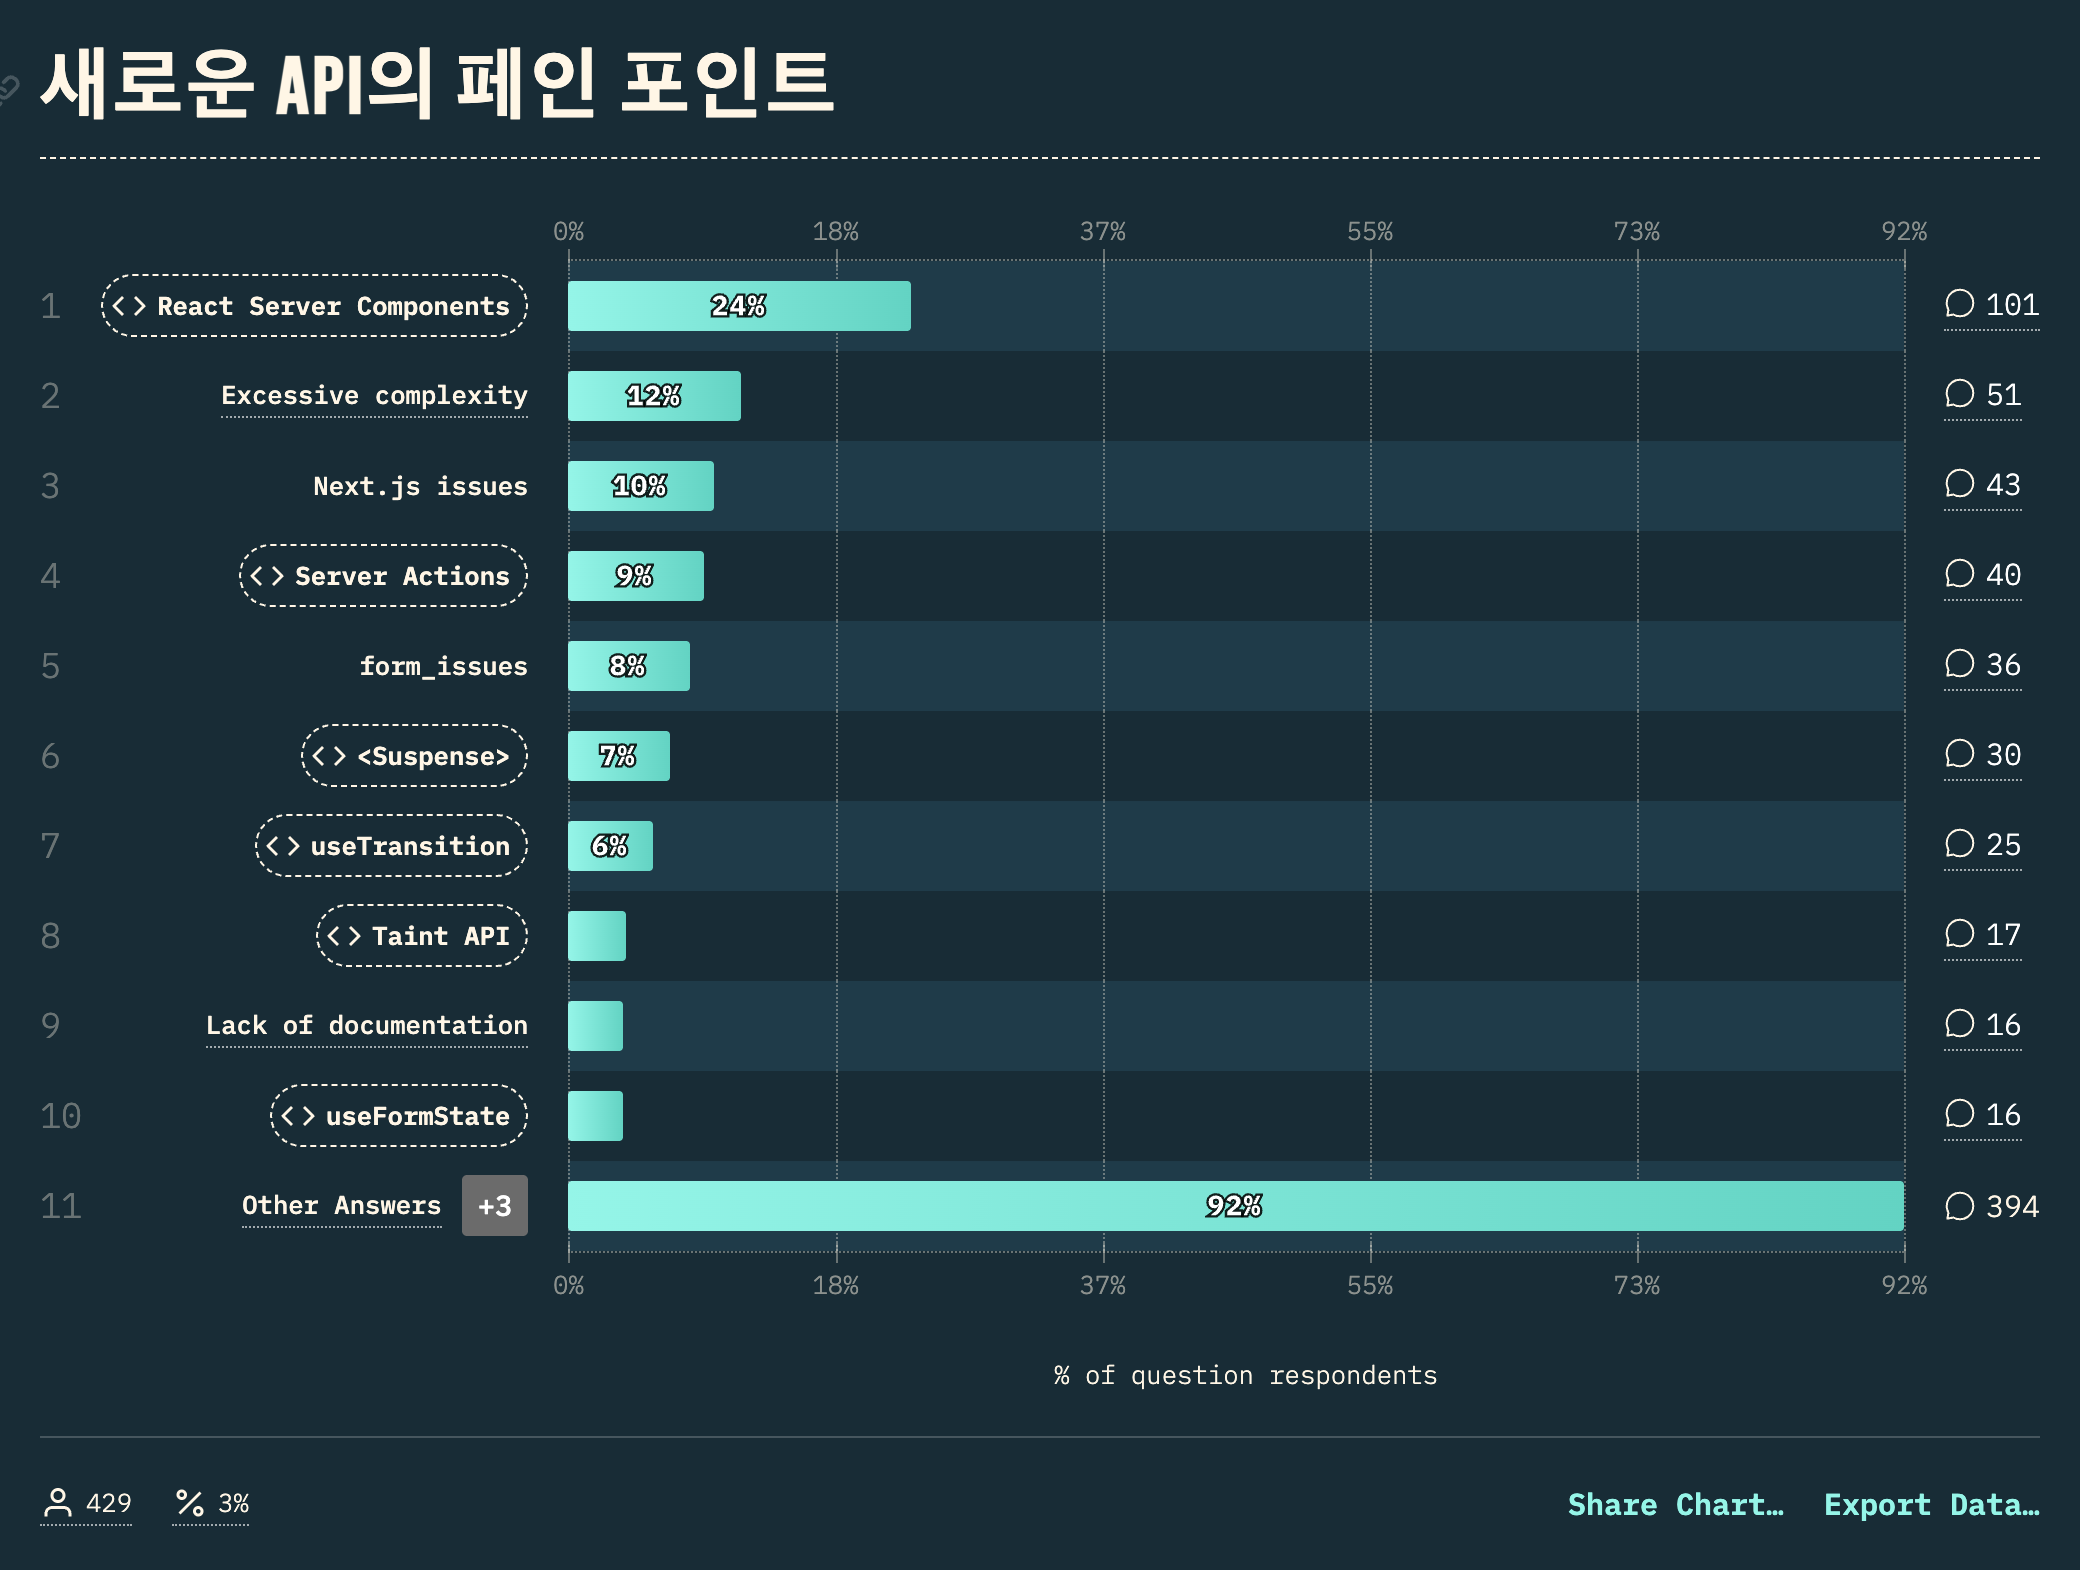 새로운 API의 페인 포인트
0% 18% 37% 55% 73% 92%
1 <> React Server Components 24% 101
2 Excessive complexity 12% 51
3 Next.js issues 10% 43
4 <> Server Actions 9% 40
5 form_issues 8% 36
6 <> <Suspense> 7% 30
7 <> useTransition 6% 25
8 <> Taint API 17
9 Lack of documentation 16
10 <> useFormState 16
11 Other Answers +3 92% 394
0% 18% 37% 55% 73% 92%
% of question respondents
429 % 3% Share Chart… Export Data…